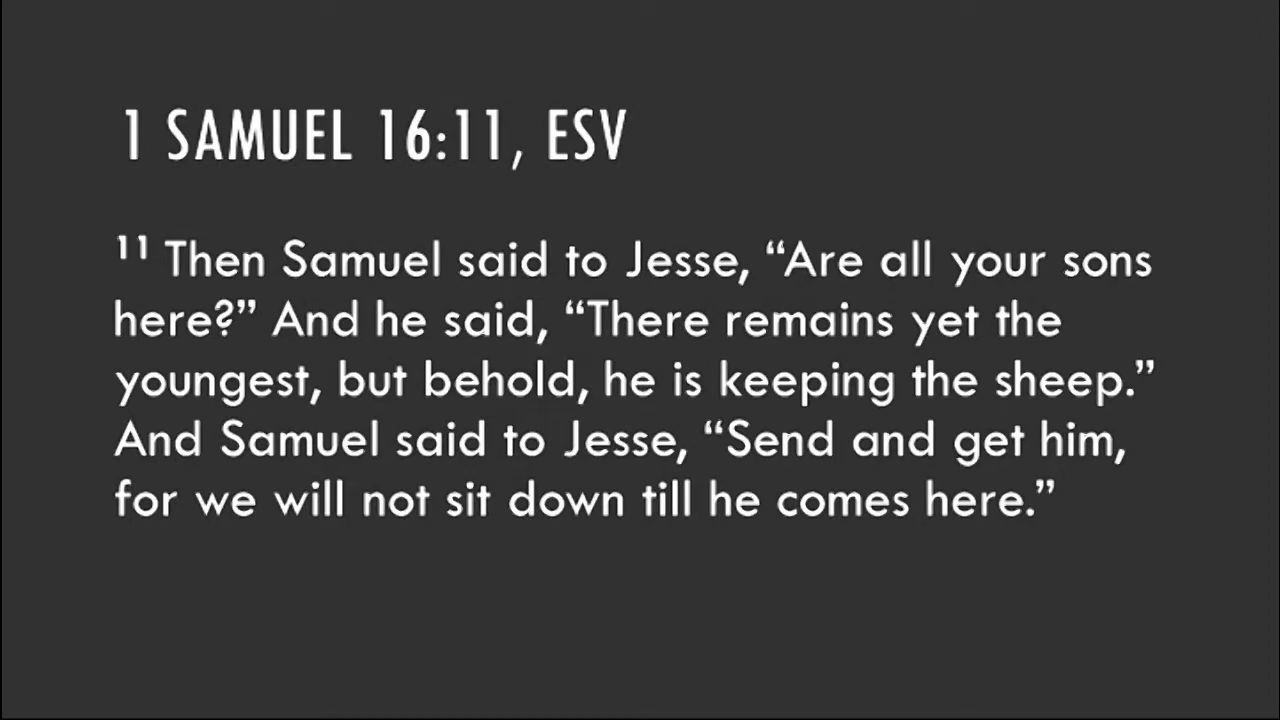 1 SAMUEL 16:11, ESV
¹¹ Then Samuel said to Jesse, “Are all your sons
here?” And he said, “There remains yet the
youngest, but behold, he is keeping the sheep.”
And Samuel said to Jesse, “Send and get him,
for we will not sit down till he comes here.”